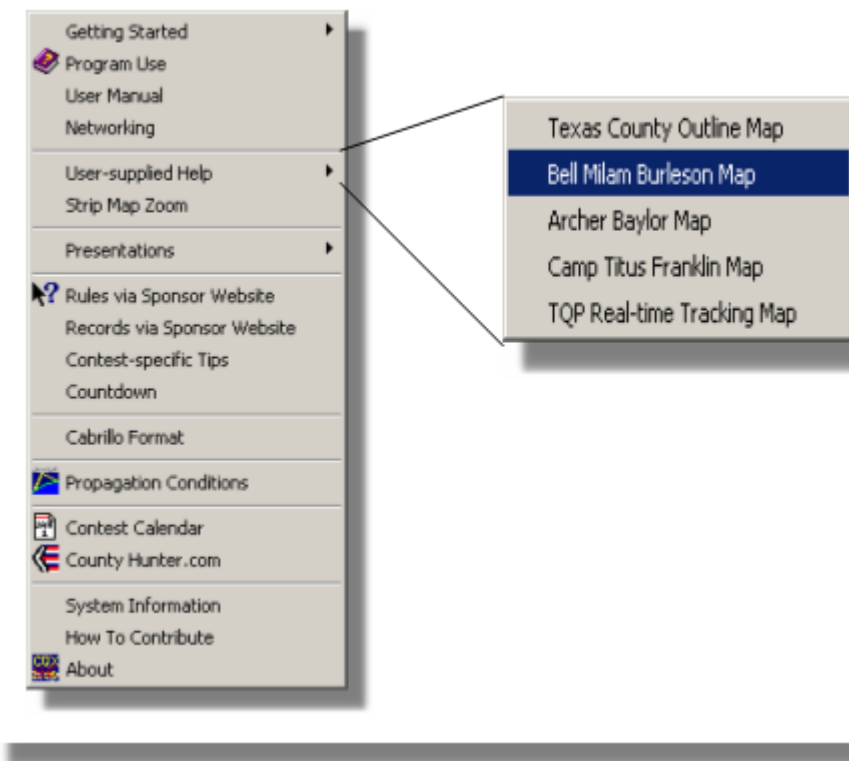 Getting Started
Program Use
User Manual
Networking
User-supplied Help
Strip Map Zoom
Presentations
Rules via Sponsor Website
Records via Sponsor Website
Contest-specific Tips
Countdown
Cabrillo Format
Propagation Conditions
Contest Calendar
County Hunter.com
System Information
How To Contribute
About
Texas County Outline Map
Bell Milam Burleson Map
Archer Baylor Map
Camp Titus Franklin Map
TQP Real-time Tracking Map